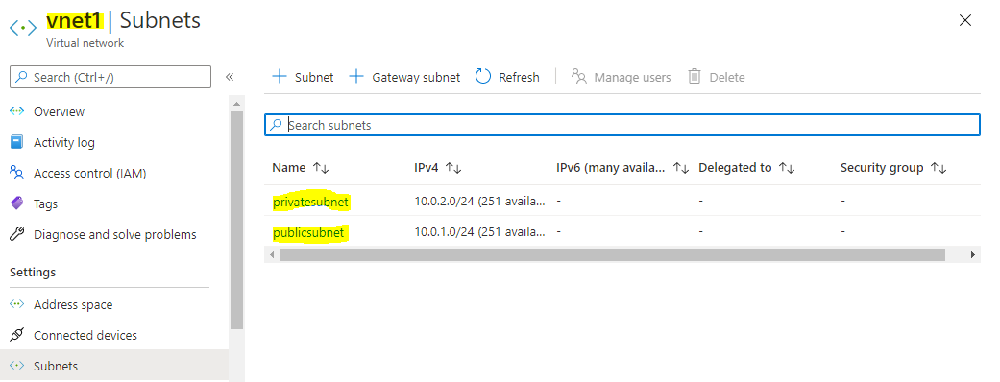 vnet1 | Subnets
Virtual network
Search (Ctrl+/)
«
Overview
Activity log
Access control (IAM)
Tags
Diagnose and solve problems
Settings
Address space
Connected devices
Subnets
+ Subnet + Gateway subnet Refresh Manage users Delete
Search subnets
Name ↑↓ IPv4 ↑↓ IPv6 (many availa... ↑↓ Delegated to ↑↓ Security group ↑↓
privatesubnet 10.0.2.0/24 (251 availa... - - -
publicsubnet 10.0.1.0/24 (251 availa... - - -